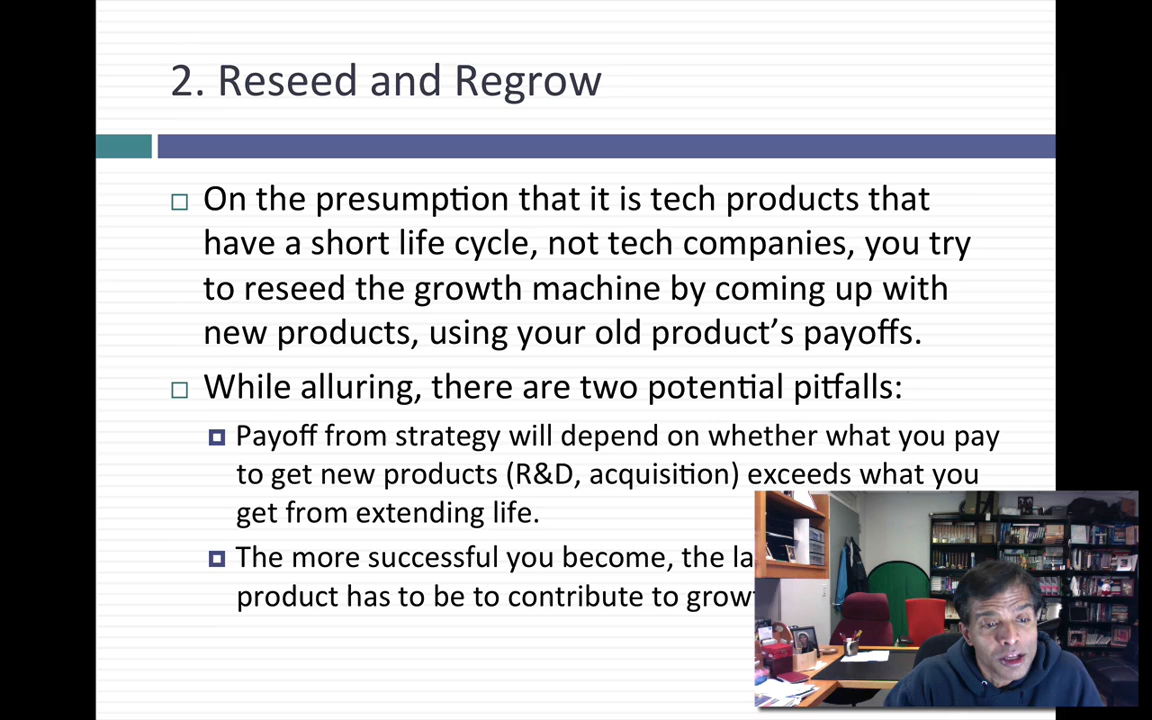 2. Reseed and Regrow
On the presumption that it is tech products that
have a short life cycle, not tech companies, you try
to reseed the growth machine by coming up with
new products, using your old product’s payoffs.
While alluring, there are two potential pitfalls:
Payoff from strategy will depend on whether what you pay
to get new products (R&D, acquisition) exceeds what you
get from extending life.
The more successful you become, the la
product has to be to contribute to grow